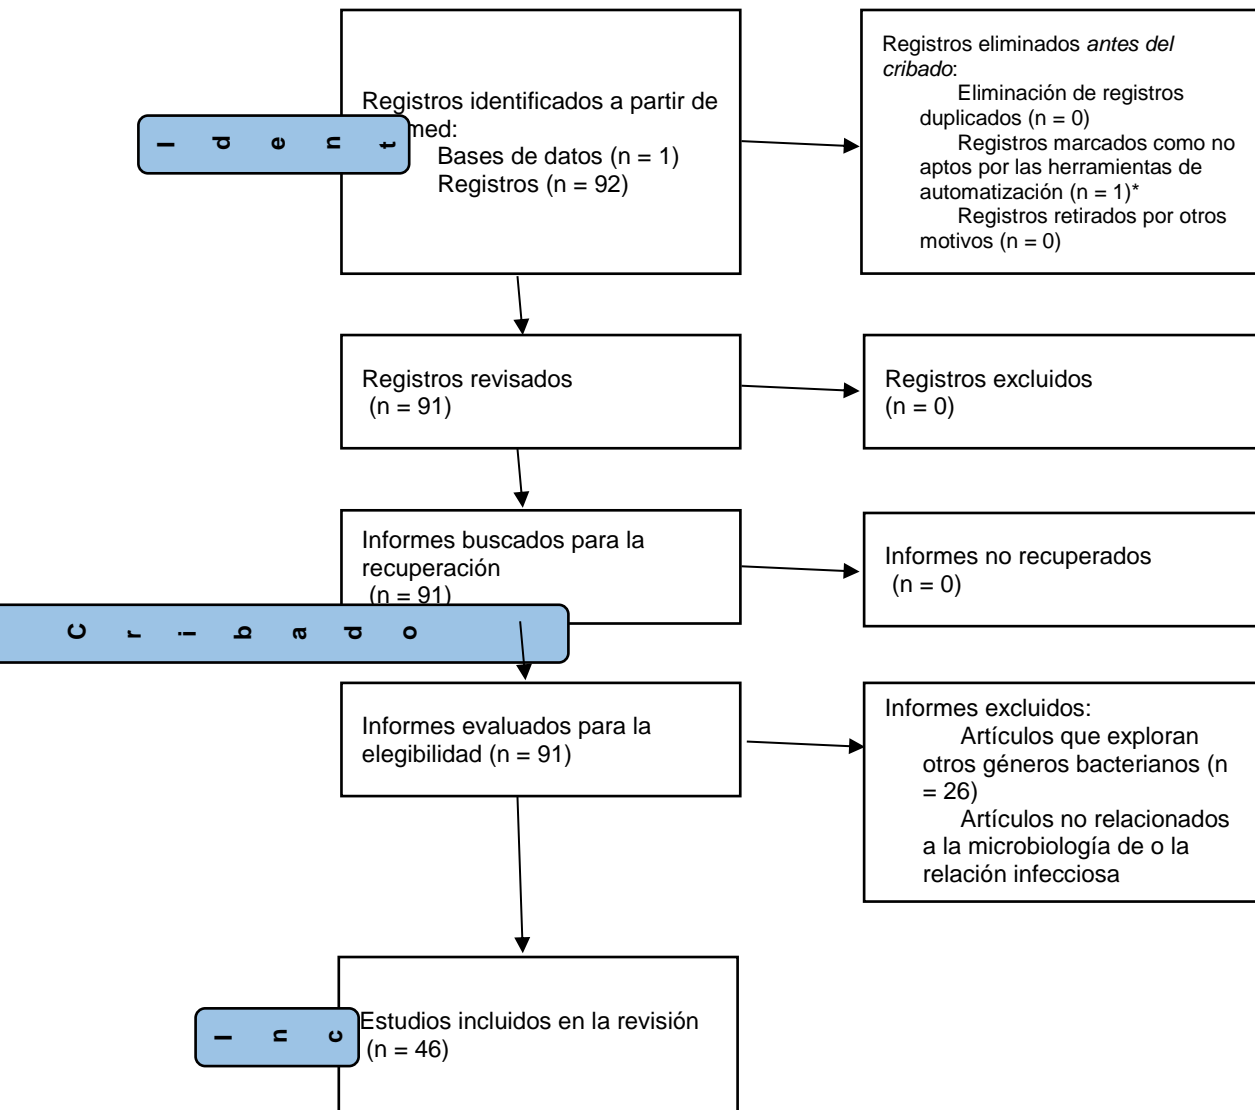 Registros identificados a partir de
med:
Bases de datos (n = 1)
Registros (n = 92)
Registros eliminados antes del
cribado:
Eliminación de registros
duplicados (n = 0)
Registros marcados como no
aptos por las herramientas de
automatización (n = 1)*
Registros retirados por otros
motivos (n = 0)
Ident
Registros revisados
(n = 91)
Registros excluidos
(n = 0)
Informes buscados para la
recuperación
(n = 91)
Informes no recuperados
(n = 0)
Cribado
Informes evaluados para la
elegibilidad (n = 91)
Informes excluidos:
Artículos que exploran
otros géneros bacterianos (n
= 26)
Artículos no relacionados
a la microbiología de o la
relación infecciosa
Inc
Estudios incluidos en la revisión
(n = 46)